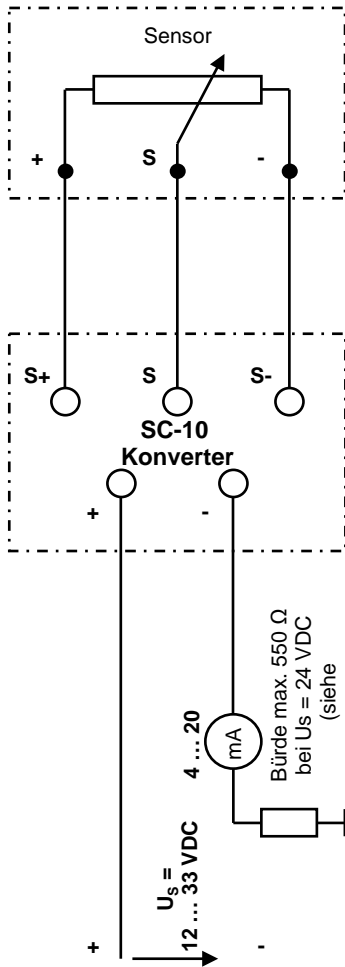 Sensor
+ S -
S+ S S-
SC-10
Konverter
+ -
4 ... 20
mA
Bürde max. 550 Ω
bei Us = 24 VDC
(siehe
U_S =
12 ... 33 VDC
+ -